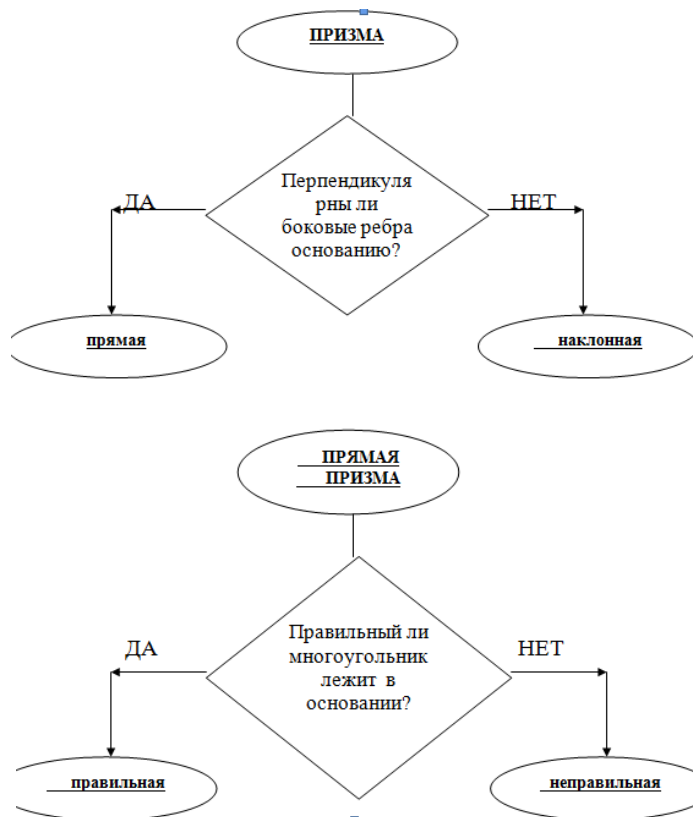 ПРИЗМА
Перпендикуля
рны ли
боковые ребра
основанию?
ДА
НЕТ
прямая
наклонная
ПРЯМАЯ
ПРИЗМА
Правильный ли
многоугольник
лежит в
основании?
ДА
НЕТ
правильная
неправильная